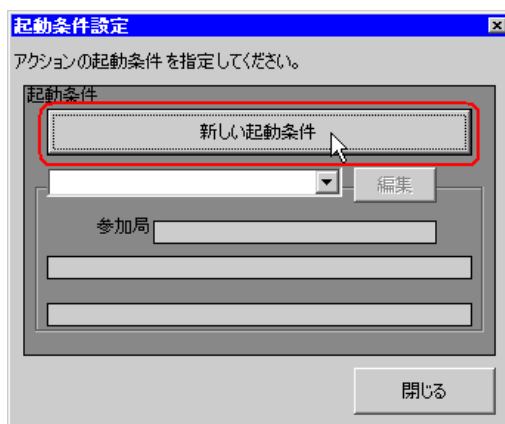 起動条件設定
アクションの起動条件を指定してください。
起動条件
新しい起動条件
編集
参加局
閉じる